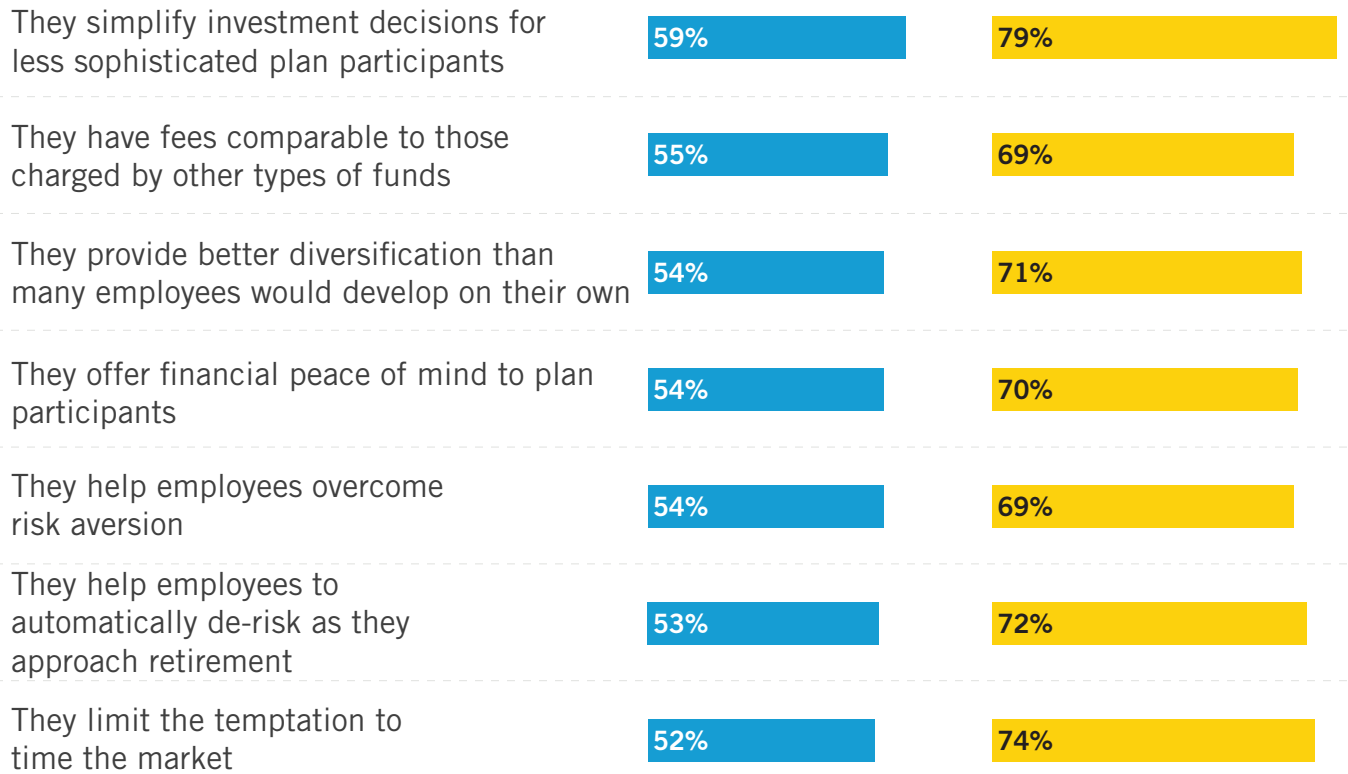 They simplify investment decisions for
less sophisticated plan participants
59%
79%
They have fees comparable to those
charged by other types of funds
55%
69%
They provide better diversification than
many employees would develop on their own
54%
71%
They offer financial peace of mind to plan
participants
54%
70%
They help employees overcome
risk aversion
54%
69%
They help employees to
automatically de-risk as they
approach retirement
53%
72%
They limit the temptation to
time the market
52%
74%